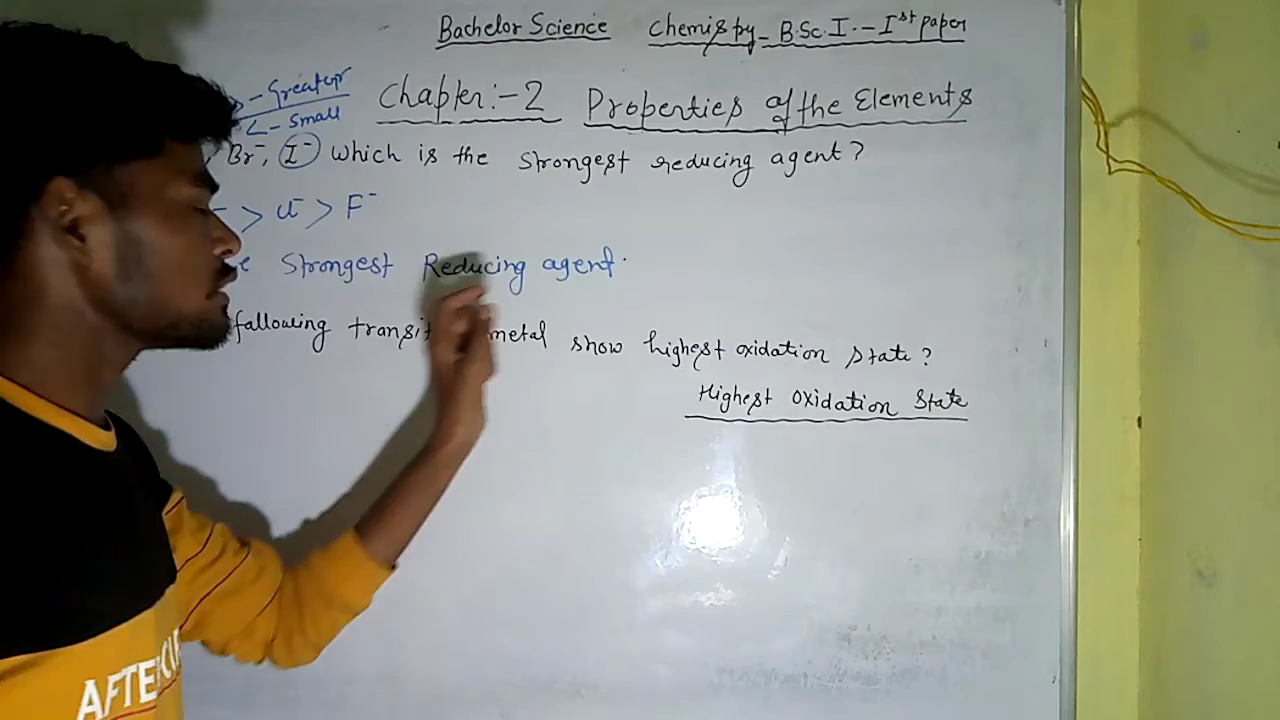 Bachelor Science Chemistry - B.Sc. I. - Ist paper
> - Greater
< - Small
Chapter:-2 Properties of the Elements
Br⁻, I⁻ which is the strongest reducing agent?
⁻ > Cl⁻ > F⁻
Strongest Reducing agent.
fallowing metal show highest oxidation state?
Highest Oxidation State
AFTER